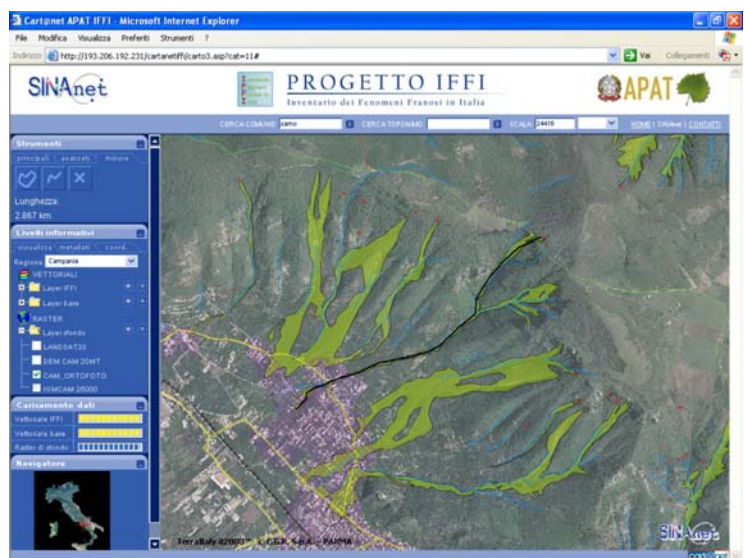 Cart@net APAT IFFI - Microsoft Internet Explorer
File Modifica Visualizza Preferiti Strumenti ?
Indirizzo http://193.206.192.231/cartanetiffi/carto3.asp?cat=11# Vai Collegamenti
SINAnet
PROGETTO IFFI
Inventario dei Fenomeni Franosi in Italia
APAT
CERCA COMUNE: sarno CERCA TOPONIMO: SCALA: 24416 HOME | SINAnet | CONTATTI
Strumenti
principali avanzati misure
Lunghezza:
2.867 km
Livelli informativi
visualizza metadati coord.
Regione Campania
VETTORIALI
Layer IFFI
Layer base
RASTER
Layer sfondo
LANDSAT33
DEM CAM 20MT
CAM_ORTOFOTO
IGMCAM 25000
Caricamento dati
Vettoriale IFFI
Vettoriale base
Raster di sfondo
Navigatore
TerraItaly it2000™ © C.G.R. S.p.A. - PARMA
SINAnet